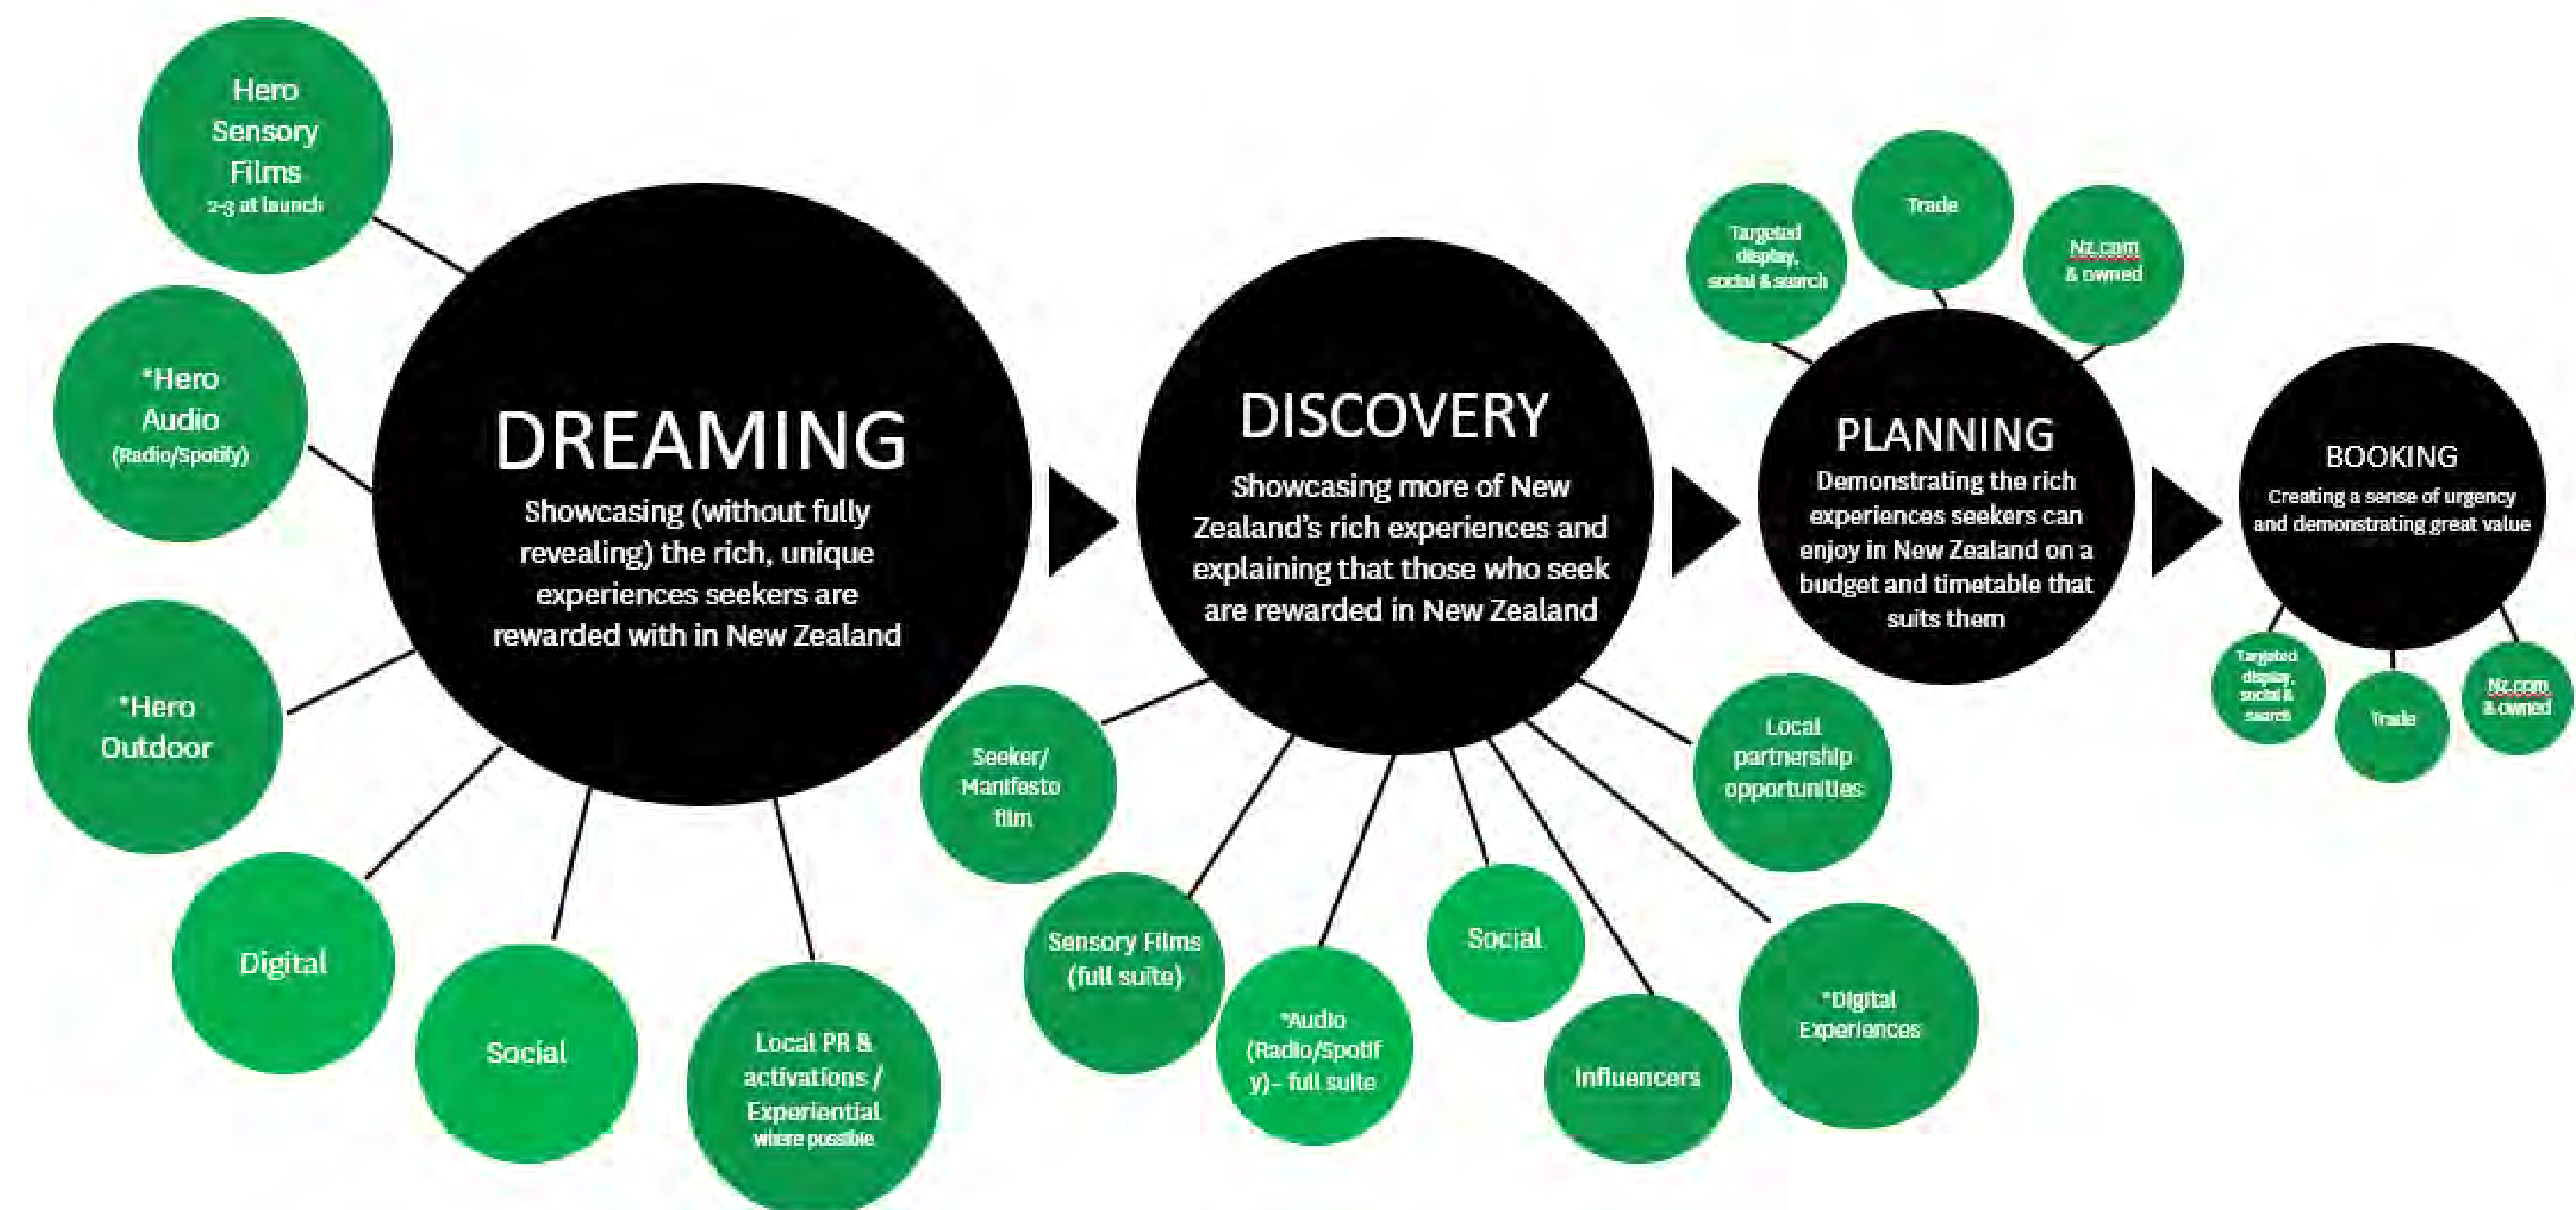 Hero
Sensory
Films
2-3 at launch
*Hero
Audio
(Radio/Spotify)
*Hero
Outdoor
Digital
Social
Local PR &
activations /
Experiential
where possible
DREAMING
Showcasing (without fully
revealing) the rich, unique
experiences seekers are
rewarded with in New Zealand
DISCOVERY
Showcasing more of New
Zealand's rich experiences and
explaining that those who seek
are rewarded in New Zealand
Seeker/
Manifesto
film
Sensory Films
(full suite)
*Audio
(Radio/Spotif
y)– full suite
Social
Influencers
*Digital
Experiences
Local
partnership
opportunities
Targeted
display,
social & search
Trade
Nz.com
& owned
PLANNING
Demonstrating the rich
experiences seekers can
enjoy in New Zealand on a
budget and timetable that
suits them
BOOKING
Creating a sense of urgency
and demonstrating great value
Targeted
display,
social &
search
Trade
Nz.com
& owned